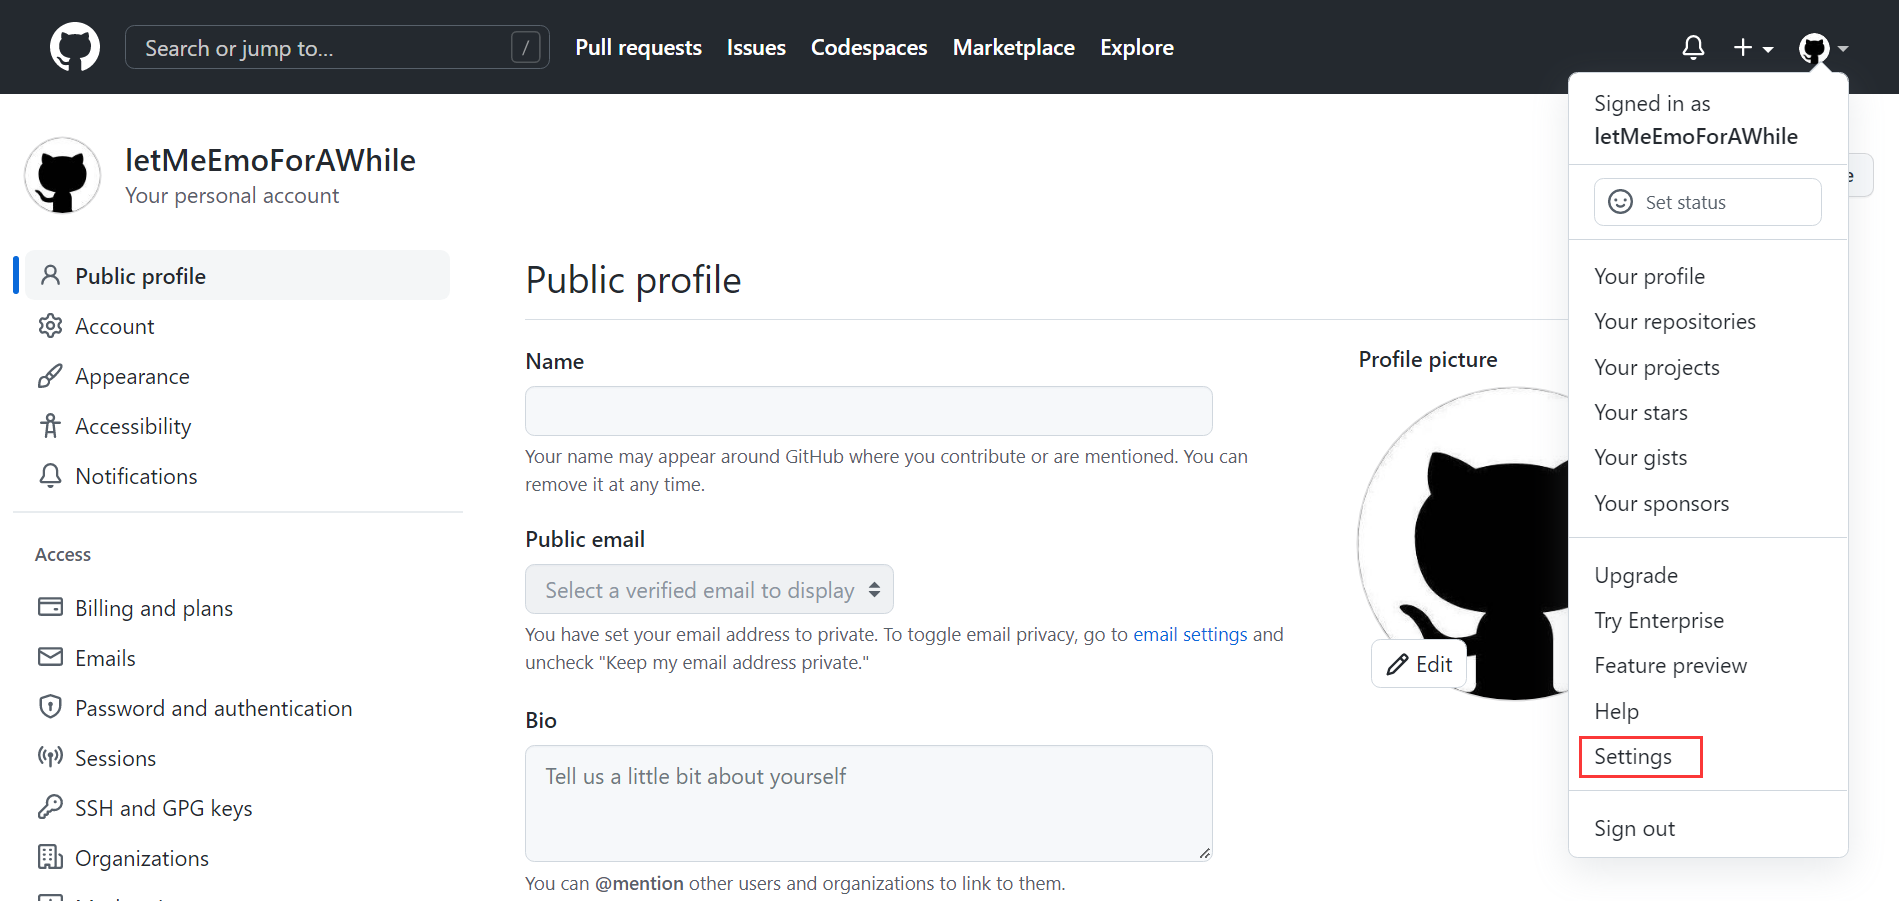 Search or jump to...
/
Pull requests
Issues
Codespaces
Marketplace
Explore
Signed in as
letMeEmoForAWhile
Set status
Your profile
Your repositories
Your projects
Your stars
Your gists
Your sponsors
Upgrade
Try Enterprise
Feature preview
Help
Settings
Sign out
letMeEmoForAWhile
Your personal account
Public profile
Account
Appearance
Accessibility
Notifications
Access
Billing and plans
Emails
Password and authentication
Sessions
SSH and GPG keys
Organizations
Public profile
Name
Your name may appear around GitHub where you contribute or are mentioned. You can
remove it at any time.
Public email
Select a verified email to display
You have set your email address to private. To toggle email privacy, go to email settings and
uncheck "Keep my email address private."
Bio
Tell us a little bit about yourself
You can @mention other users and organizations to link to them.
Profile picture
Edit